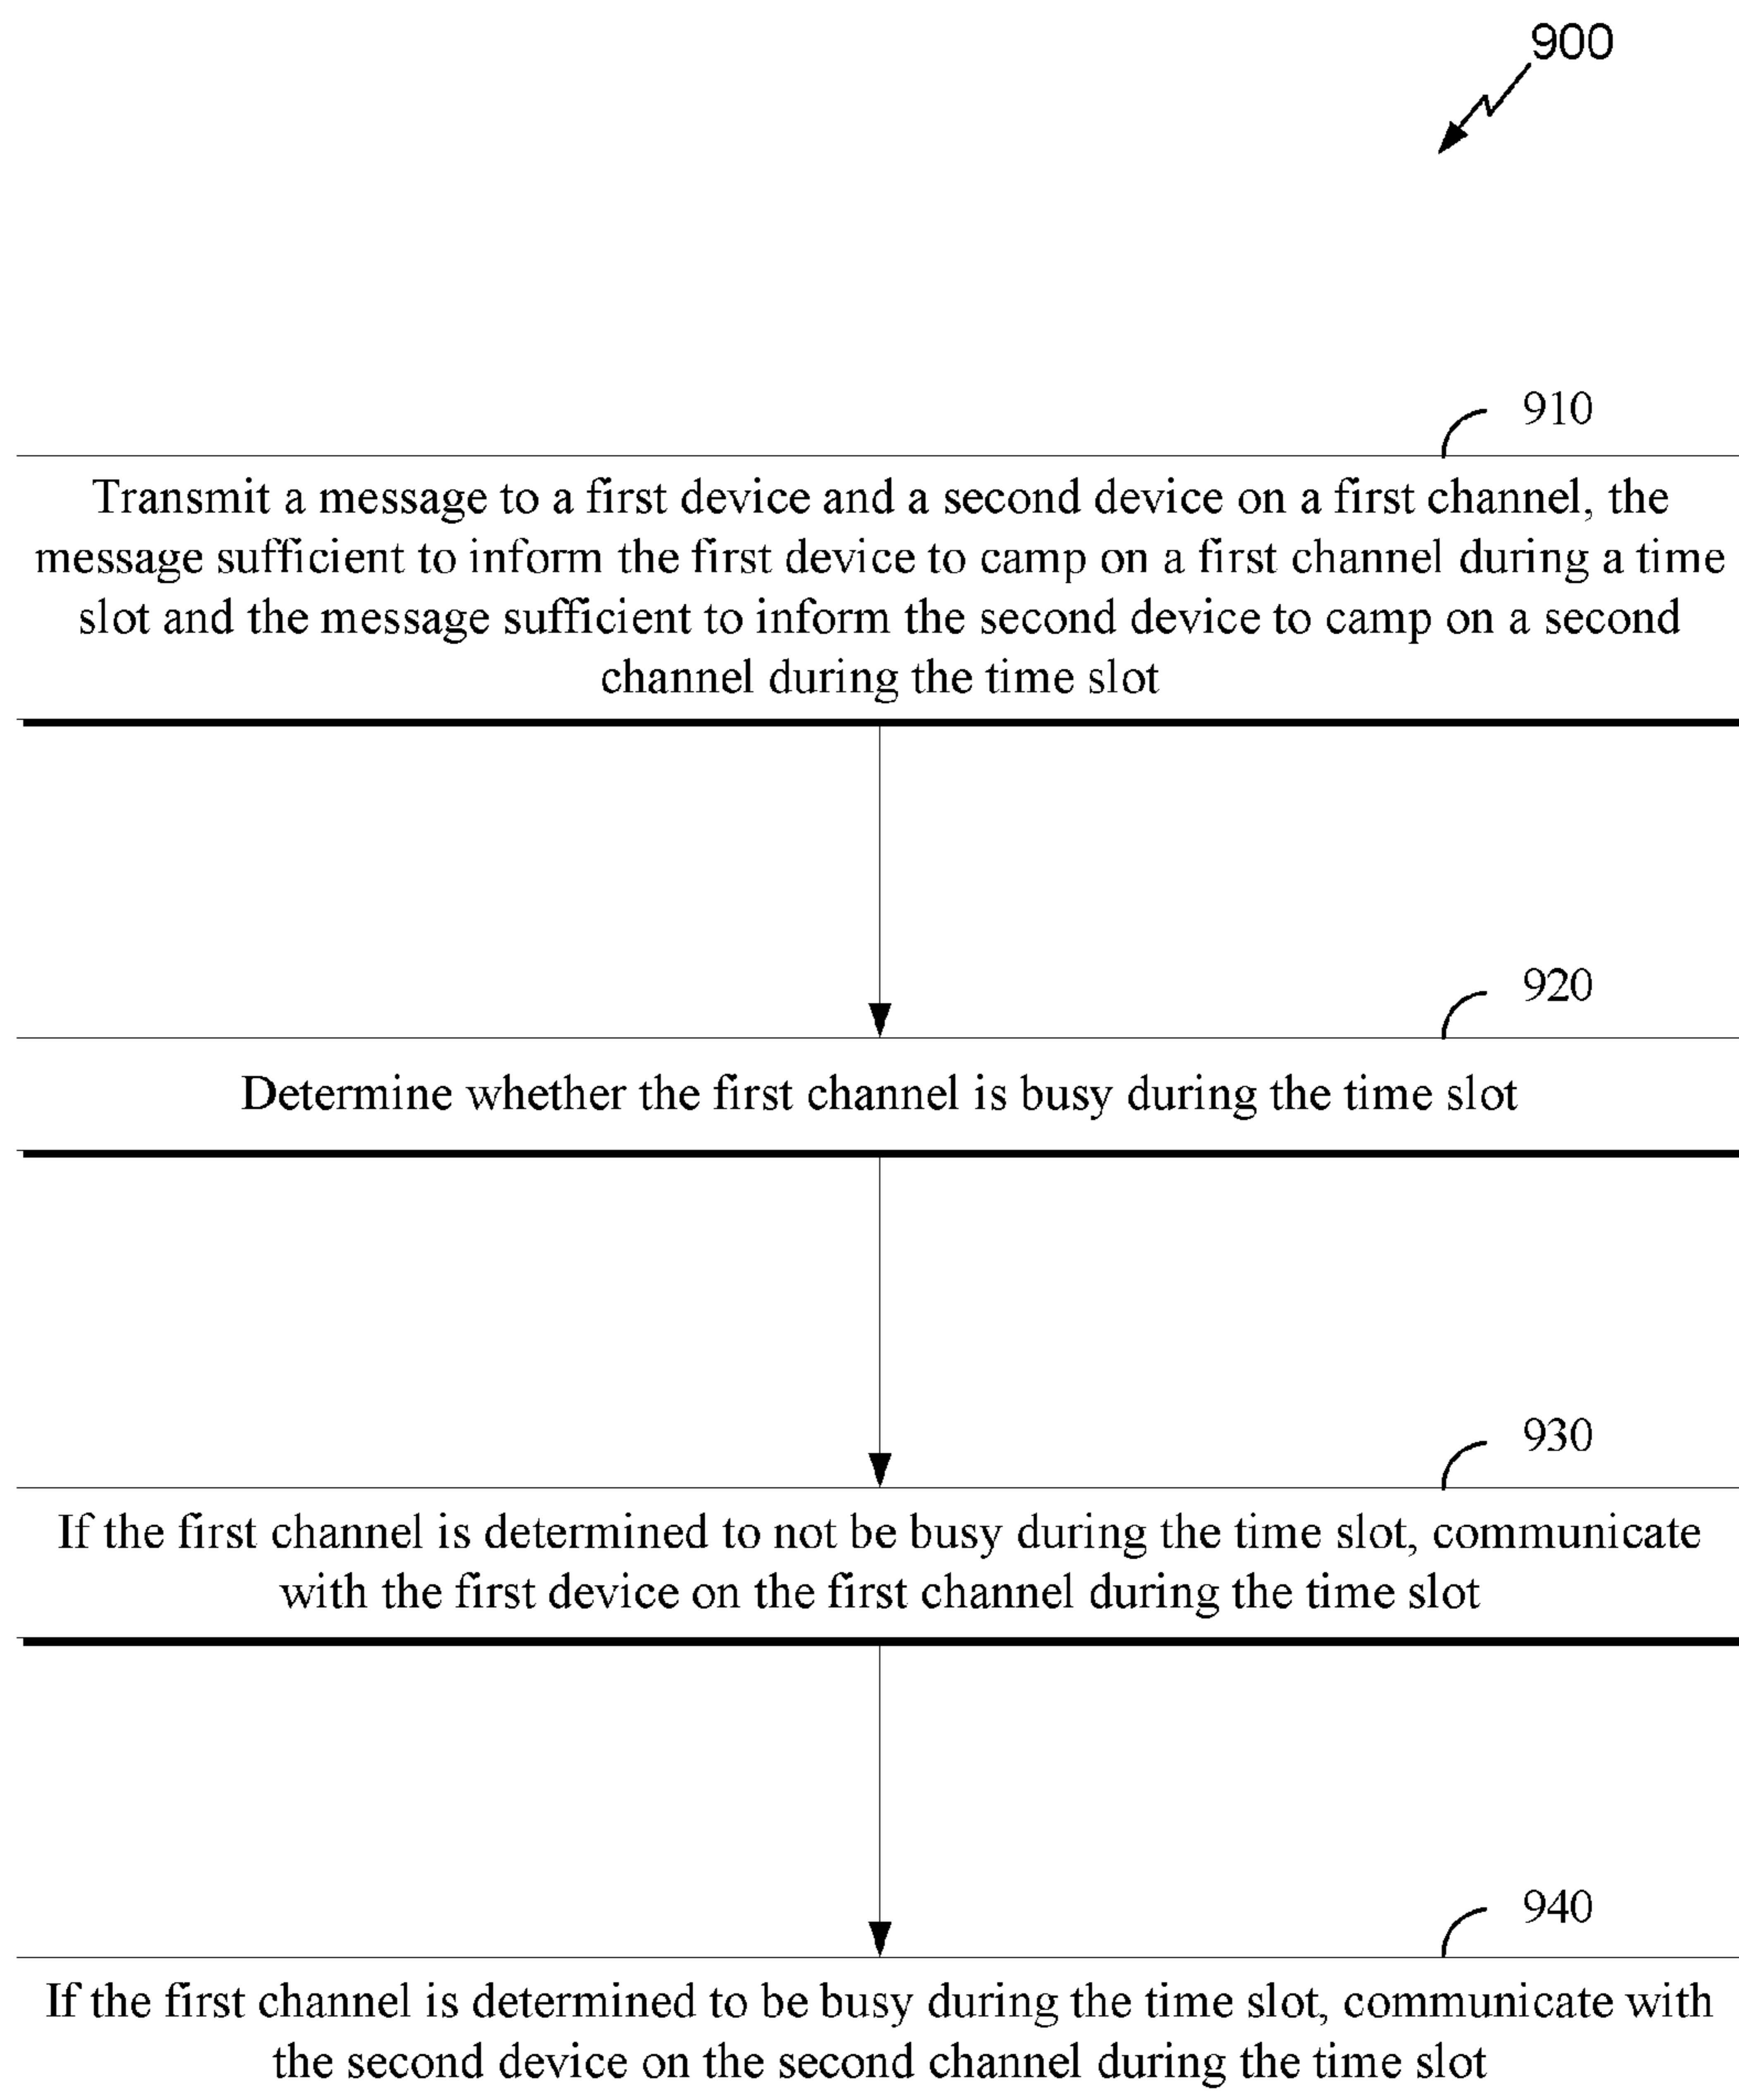 900
910
Transmit a message to a first device and a second device on a first channel, the
message sufficient to inform the first device to camp on a first channel during a time
slot and the message sufficient to inform the second device to camp on a second
channel during the time slot
920
Determine whether the first channel is busy during the time slot
930
If the first channel is determined to not be busy during the time slot, communicate
with the first device on the first channel during the time slot
940
If the first channel is determined to be busy during the time slot, communicate with
the second device on the second channel during the time slot